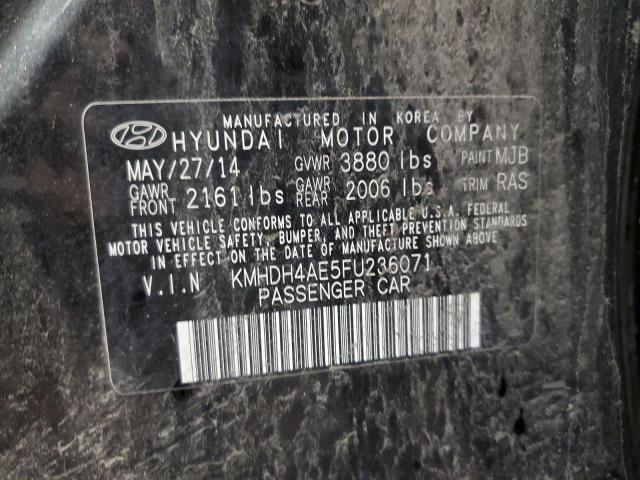 MANUFACTURED IN KOREA BY
HYUNDAI MOTOR COMPANY
MAY/27/14 GVWR 3880 lbs PAINT MJB
GAWR FRONT 2161 lbs GAWR REAR 2006 lbs TRIM RAS
THIS VEHICLE CONFORMS TO ALL APPLICABLE U.S.A. FEDERAL
MOTOR VEHICLE SAFETY, BUMPER, AND THEFT PREVENTION STANDARDS
IN EFFECT ON THE DATE OF MANUFACTURE SHOWN ABOVE
V.I.N KMHDH4AE5FU236071
PASSENGER CAR